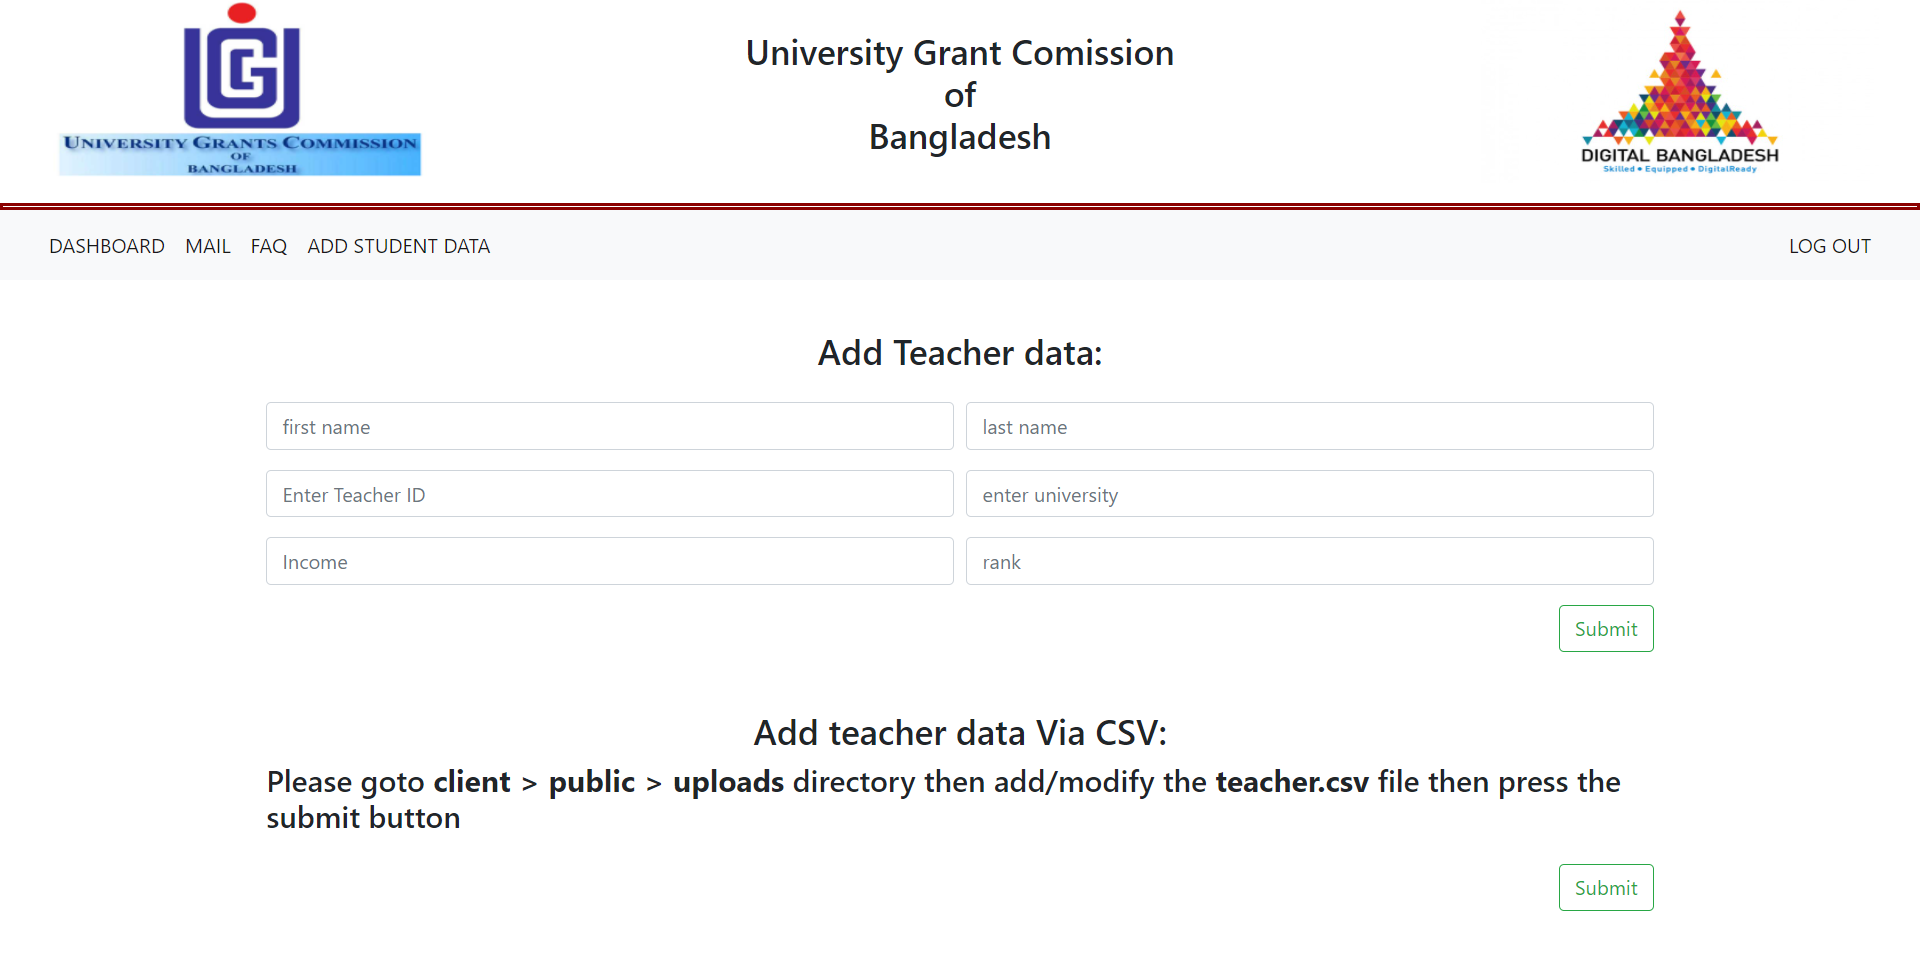 UNIVERSITY GRANTS COMMISSION
OF
BANGLADESH
University Grant Comission
of
Bangladesh
DIGITAL BANGLADESH
Skilled • Equipped • DigitalReady
DASHBOARD MAIL FAQ ADD STUDENT DATA LOG OUT
Add Teacher data:
first name last name
Enter Teacher ID enter university
Income rank
Submit
Add teacher data Via CSV:
Please goto client > public > uploads directory then add/modify the teacher.csv file then press the
submit button
Submit